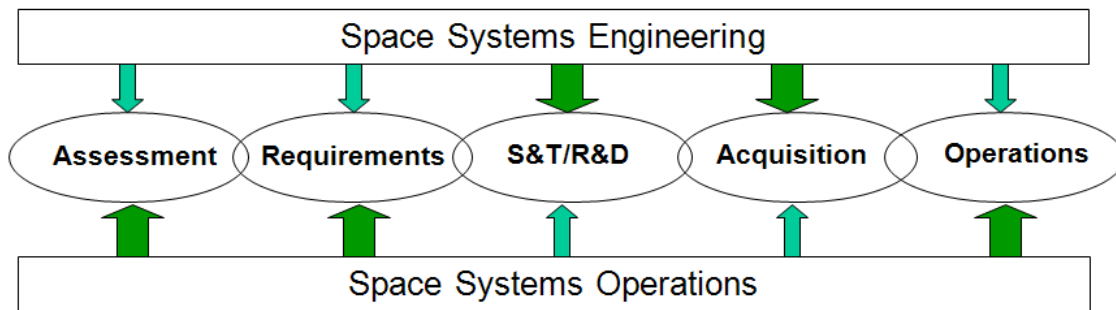 Space Systems Engineering
Assessment Requirements S&T/R&D Acquisition Operations
Space Systems Operations